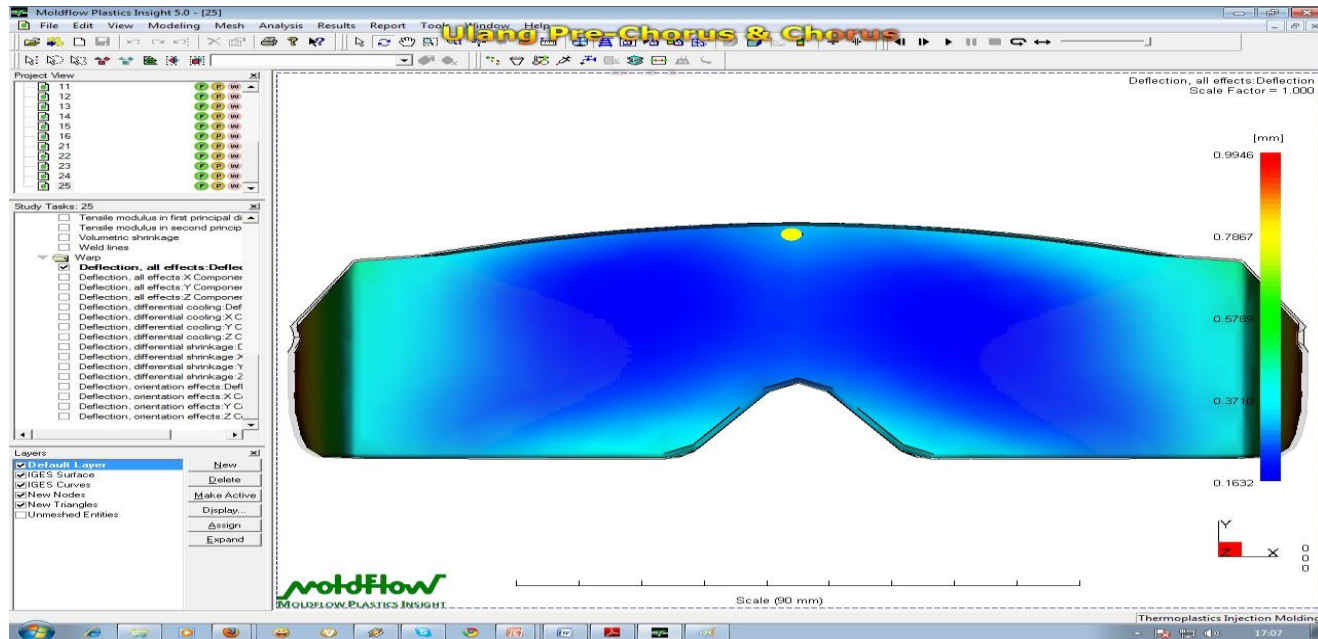 Moldflow Plastics Insight 5.0 - [25]
File Edit View Modeling Mesh Analysis Results Report Tools Window Help
Ulang Pre-Chorus & Chorus
Project View
11
12
13
14
15
16
21
22
23
24
25
Study Tasks: 25
Tensile modulus in first principal di
Tensile modulus in second princip
Volumetric shrinkage
Weld lines
Warp
Deflection, all effects:Deflec
Deflection, all effects:X Componer
Deflection, all effects:Y Componer
Deflection, all effects:Z Componer
Deflection, differential cooling:Def
Deflection, differential cooling:X C
Deflection, differential cooling:Y C
Deflection, differential cooling:Z C
Deflection, differential shrinkage:D
Deflection, differential shrinkage:X
Deflection, differential shrinkage:Y
Deflection, differential shrinkage:Z
Deflection, orientation effects:Defl
Deflection, orientation effects:X C
Deflection, orientation effects:Y C
Deflection, orientation effects:Z C
Layers
Default Layer
IGES Surface
IGES Curves
New Nodes
New Triangles
Unmeshed Entities
New
Delete
Make Active
Display...
Assign
Expand
Deflection, all effects:Deflection
Scale Factor = 1.000
[mm]
0.9946
0.7867
0.5789
0.3710
0.1632
Y
Z X
0
0
0
moldflow
MOLDFLOW PLASTICS INSIGHT
Scale (90 mm)
Thermoplastics Injection Molding
17:07